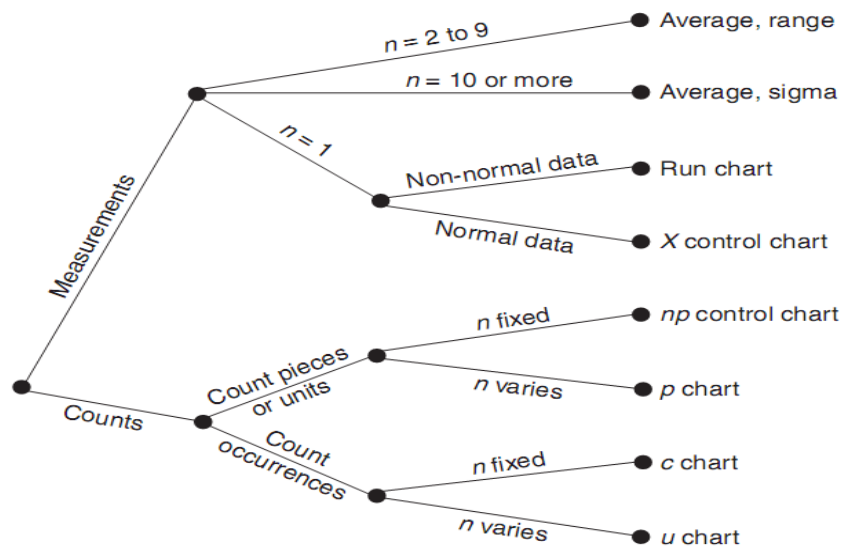 n = 2 to 9
Average, range
n = 10 or more
Average, sigma
n = 1
Non-normal data
Run chart
Normal data
X control chart
Measurements
n fixed
np control chart
Count pieces
or units
n varies
p chart
Counts
Count
occurrences
n fixed
c chart
n varies
u chart